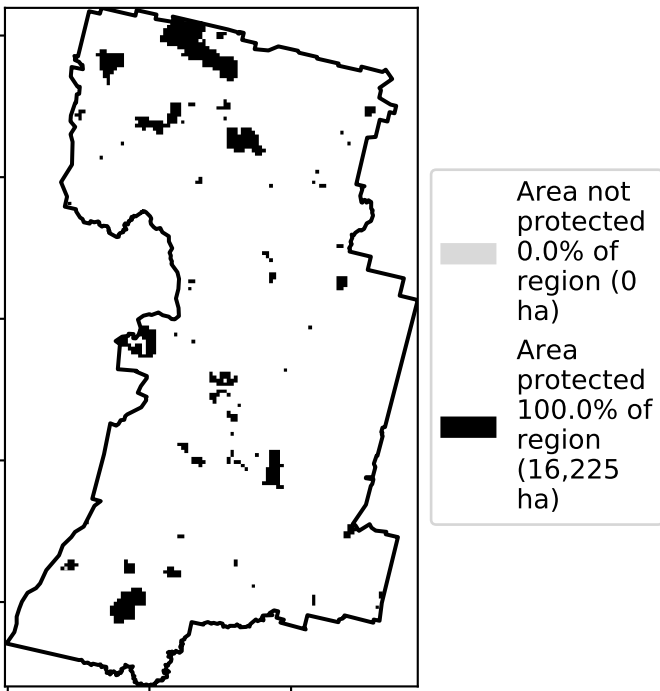 Area not
protected
0.0% of
region (0
ha)
Area
protected
100.0% of
region
(16,225
ha)